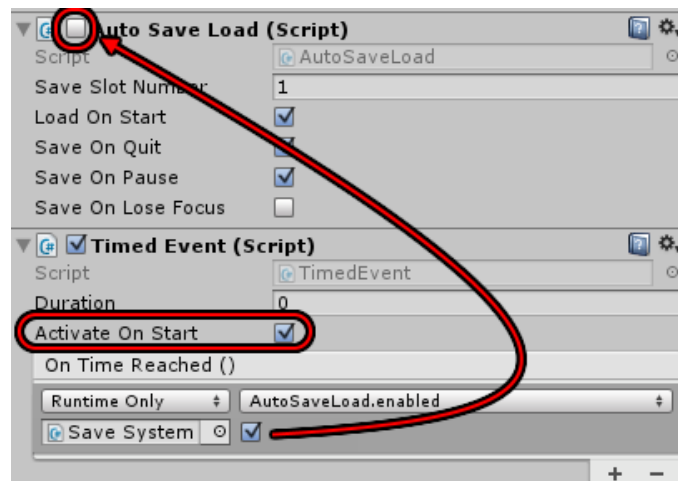 Auto Save Load (Script)
Script AutoSaveLoad
Save Slot Number 1
Load On Start
Save On Quit
Save On Pause
Save On Lose Focus
Timed Event (Script)
Script TimedEvent
Duration 0
Activate On Start
On Time Reached ()
Runtime Only AutoSaveLoad.enabled
Save System